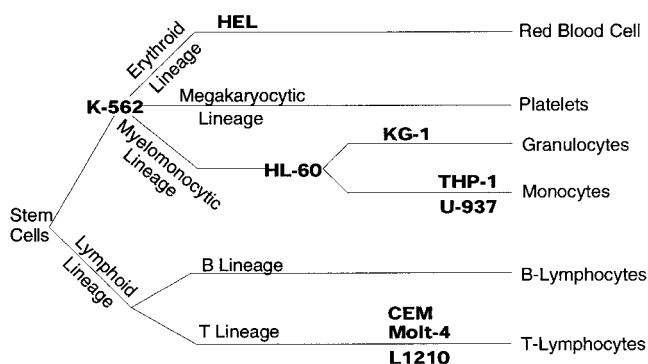 HEL
Red Blood Cell
Erythroid
Lineage
K-562
Megakaryocytic
Lineage
Platelets
Myelomonocytic
Lineage
KG-1
Granulocytes
HL-60
THP-1
U-937
Monocytes
Stem
Cells
Lymphoid
Lineage
B Lineage
B-Lymphocytes
T Lineage
CEM
Molt-4
L1210
T-Lymphocytes